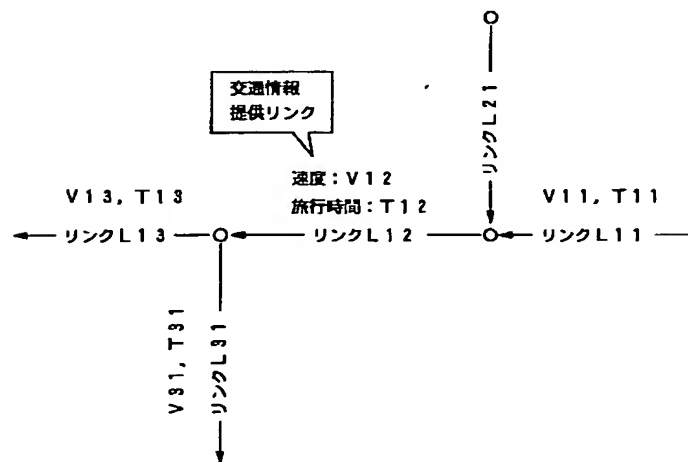 交通情報
提供リンク
リンクL21
速度：V12
旅行時間：T12
V13, T13
V11, T11
リンクL13
リンクL12
リンクL11
V31, T31
リンクL31